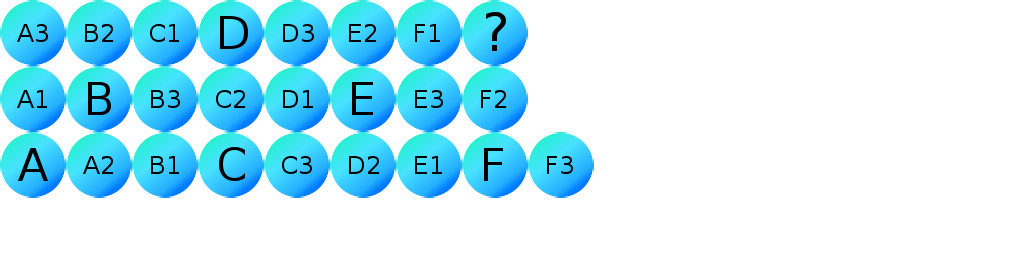 A3 B2 C1 D D3 E2 F1 ?
A1 B B3 C2 D1 E E3 F2
A A2 B1 C C3 D2 E1 F F3